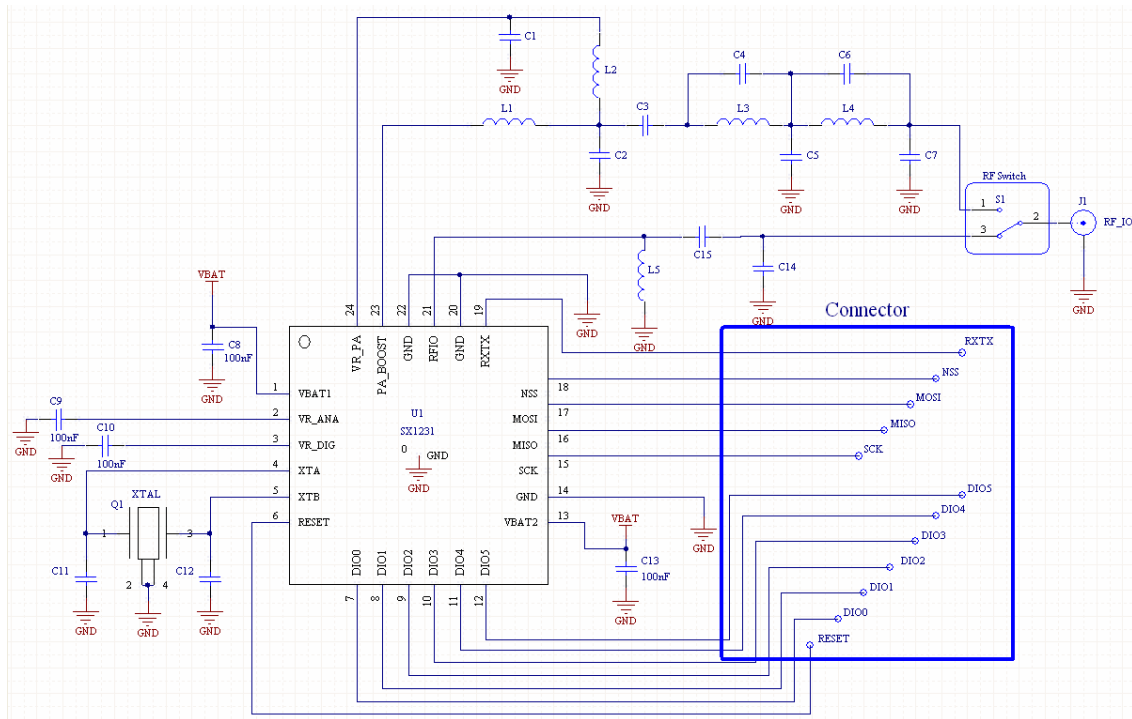 C1
GND
L2
C4
C6
L1
C3
L3
L4
C2
C5
C7
GND
GND
GND
RF Switch
1
S1
2
3
J1
RF_IO
GND
C15
L5
C14
GND
GND
GND
VBAT
C8
100nF
GND
24
23
22
21
20
19
VR_PA
PA_BOOST
GND
RFIO
GND
RXTX
Connector
RXTX
NSS
MOSI
MISO
SCK
DIO5
DIO4
DIO3
DIO2
DIO1
DIO0
RESET
C9
100nF
GND
C10
100nF
GND
1
VBAT1
2
VR_ANA
3
VR_DIG
4
XTA
5
XTB
6
RESET
U1
SX1231
0
GND
GND
NSS
18
MOSI
17
MISO
16
SCK
15
GND
14
VBAT2
13
GND
VBAT
C13
100nF
GND
XTAL
Q1
1
3
2
4
C11
C12
GND
GND
GND
DIO0
DIO1
DIO2
DIO3
DIO4
DIO5
7
8
9
10
11
12